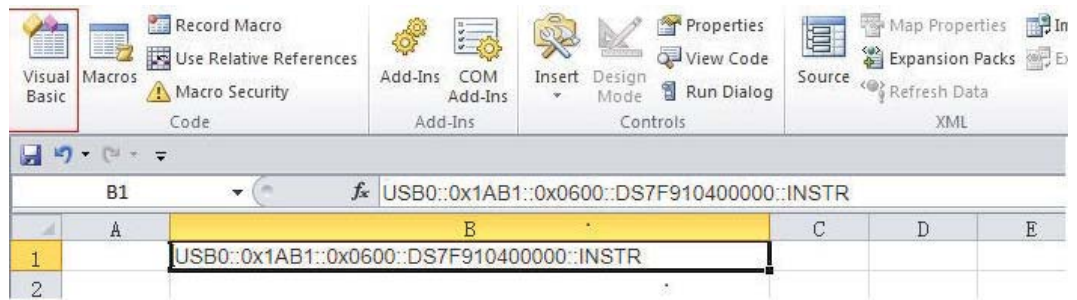 Visual Basic
Macros
Record Macro
Use Relative References
Macro Security
Code
Add-Ins
COM Add-Ins
Add-Ins
Insert
Design Mode
Properties
View Code
Run Dialog
Controls
Source
Map Properties
Expansion Packs
Refresh Data
XML
B1
fx USB0::0x1AB1::0x0600::DS7F910400000::INSTR
A B C D E
1 USB0::0x1AB1::0x0600::DS7F910400000::INSTR
2